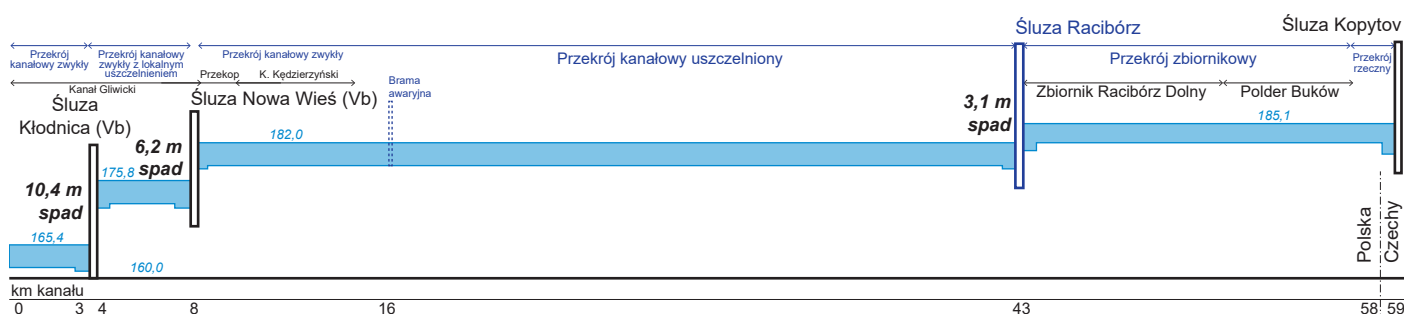 Śluza Racibórz
Śluza Kopytov
Przekrój
kanałowy zwykły
Przekrój kanałowy
zwykły z lokalnym
uszczelnieniem
Przekrój kanałowy zwykły
Przekrój kanałowy uszczelniony
Przekrój zbiornikowy
Przekrój
rzeczny
Kanał Gliwicki
Przekop
K. Kędzierzyński
Brama
awaryjna
Zbiornik Racibórz Dolny
Polder Buków
Śluza
Kłodnica (Vb)
Śluza Nowa Wieś (Vb)
3,1 m
spad
185,1
6,2 m
spad
182,0
175,8
10,4 m
spad
165,4
160,0
Polska
Czechy
km kanału
0 3 4 8 16 43 58 59